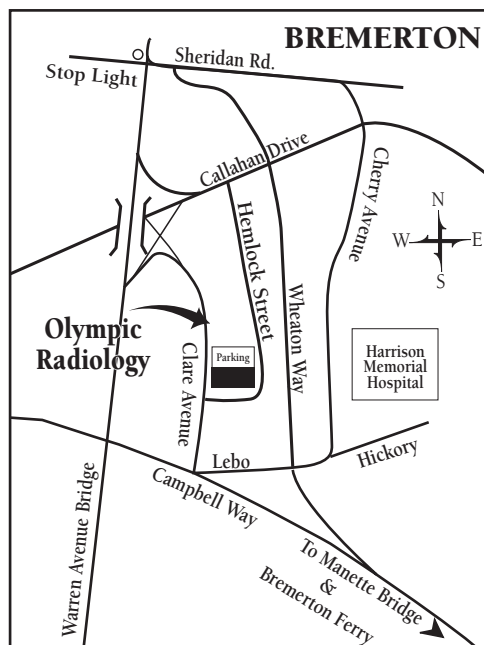 BREMERTON
Sheridan Rd.
Stop Light
Callahan Drive
Cherry Avenue
Hemlock Street
N
W E
S
Wheaton Way
Olympic
Radiology
Clare Avenue
Parking
Harrison
Memorial
Hospital
Lebo
Hickory
Campbell Way
Warren Avenue Bridge
To Manette Bridge
&
Bremerton Ferry